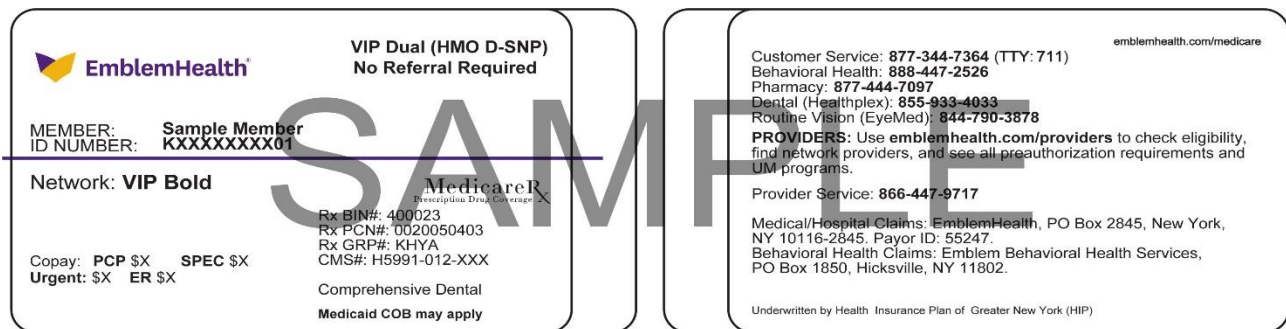 EmblemHealth
VIP Dual (HMO D-SNP)
No Referral Required
MEMBER: Sample Member
ID NUMBER: KXXXXXXXX01
Network: VIP Bold
MedicareRx
Prescription Drug Coverage
Rx BIN#: 400023
Rx PCN#: 0020050403
Rx GRP#: KHYA
CMS#: H5991-012-XXX
Copay: PCP $X SPEC $X
Urgent: $X ER $X
Comprehensive Dental
Medicaid COB may apply
emblemhealth.com/medicare
Customer Service: 877-344-7364 (TTY: 711)
Behavioral Health: 888-447-2526
Pharmacy: 877-444-7097
Dental (Healthplex): 855-933-4033
Routine Vision (EyeMed): 844-790-3878
PROVIDERS: Use emblemhealth.com/providers to check eligibility,
find network providers, and see all preauthorization requirements and
UM programs.
Provider Service: 866-447-9717
Medical/Hospital Claims: EmblemHealth, PO Box 2845, New York,
NY 10116-2845. Payor ID: 55247.
Behavioral Health Claims: Emblem Behavioral Health Services,
PO Box 1850, Hicksville, NY 11802.
Underwritten by Health Insurance Plan of Greater New York (HIP)
SAMPLE